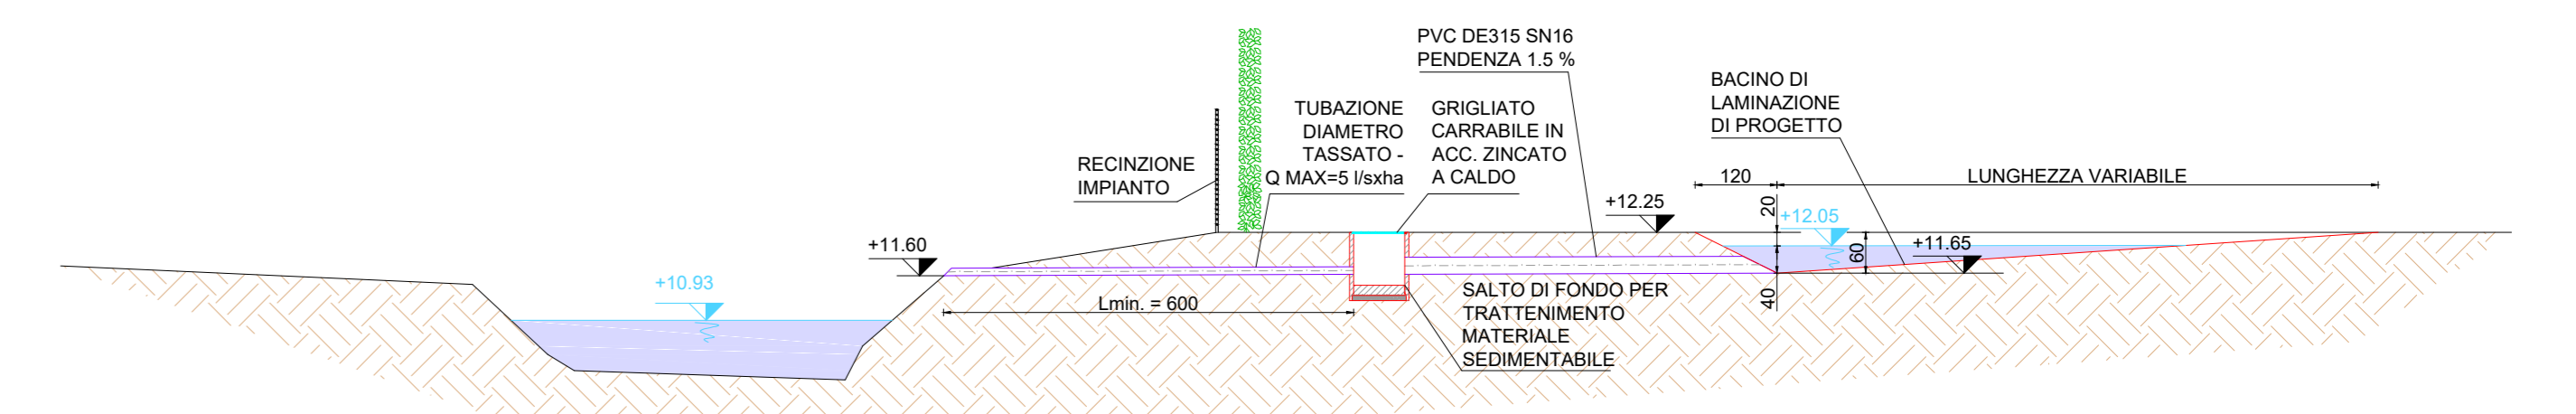 PVC DE315 SN16
PENDENZA 1.5 %
BACINO DI
LAMINAZIONE
DI PROGETTO
TUBAZIONE
DIAMETRO
TASSATO -
Q MAX=5 l/sxha
GRIGLIATO
CARRABILE IN
ACC. ZINCATO
A CALDO
RECINZIONE
IMPIANTO
120
LUNGHEZZA VARIABILE
+12.25
20
+12.05
+11.60
60
+11.65
+10.93
40
Lmin. = 600
SALTO DI FONDO PER
TRATTENIMENTO
MATERIALE
SEDIMENTABILE